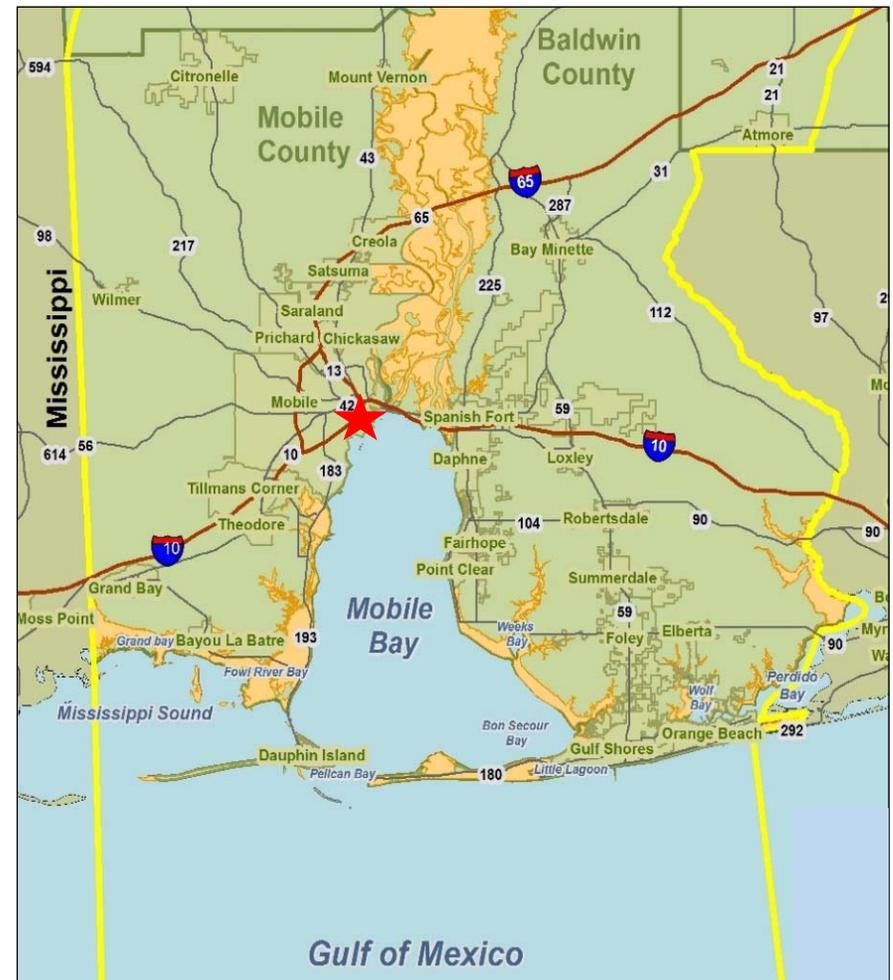 594
Citronelle
Mount Vernon
Baldwin
County
21
21
Atmore
Mobile
County
43
65
31
65
287
Creola
Bay Minette
98
217
Satsuma
225
Wilmer
Saraland
112
97
Prichard
Chickasaw
Mississippi
13
Mobile
42
Spanish Fort
59
614
56
10
183
Daphne
Loxley
10
Tillmans Corner
Theodore
104
Robertsdale
90
90
10
Fairhope
Point Clear
Summerdale
Grand Bay
Moss Point
Mobile
Bay
59
Weeks
Bay
Foley
Elberta
Grand bay
Bayou La Batre
193
90
Fowl River Bay
Wolf
Bay
Perdido
Bay
Mississippi Sound
Bon Secour
Bay
Orange Beach
292
Dauphin Island
Gulf Shores
Pelican Bay
180
Little Lagoon
Gulf of Mexico